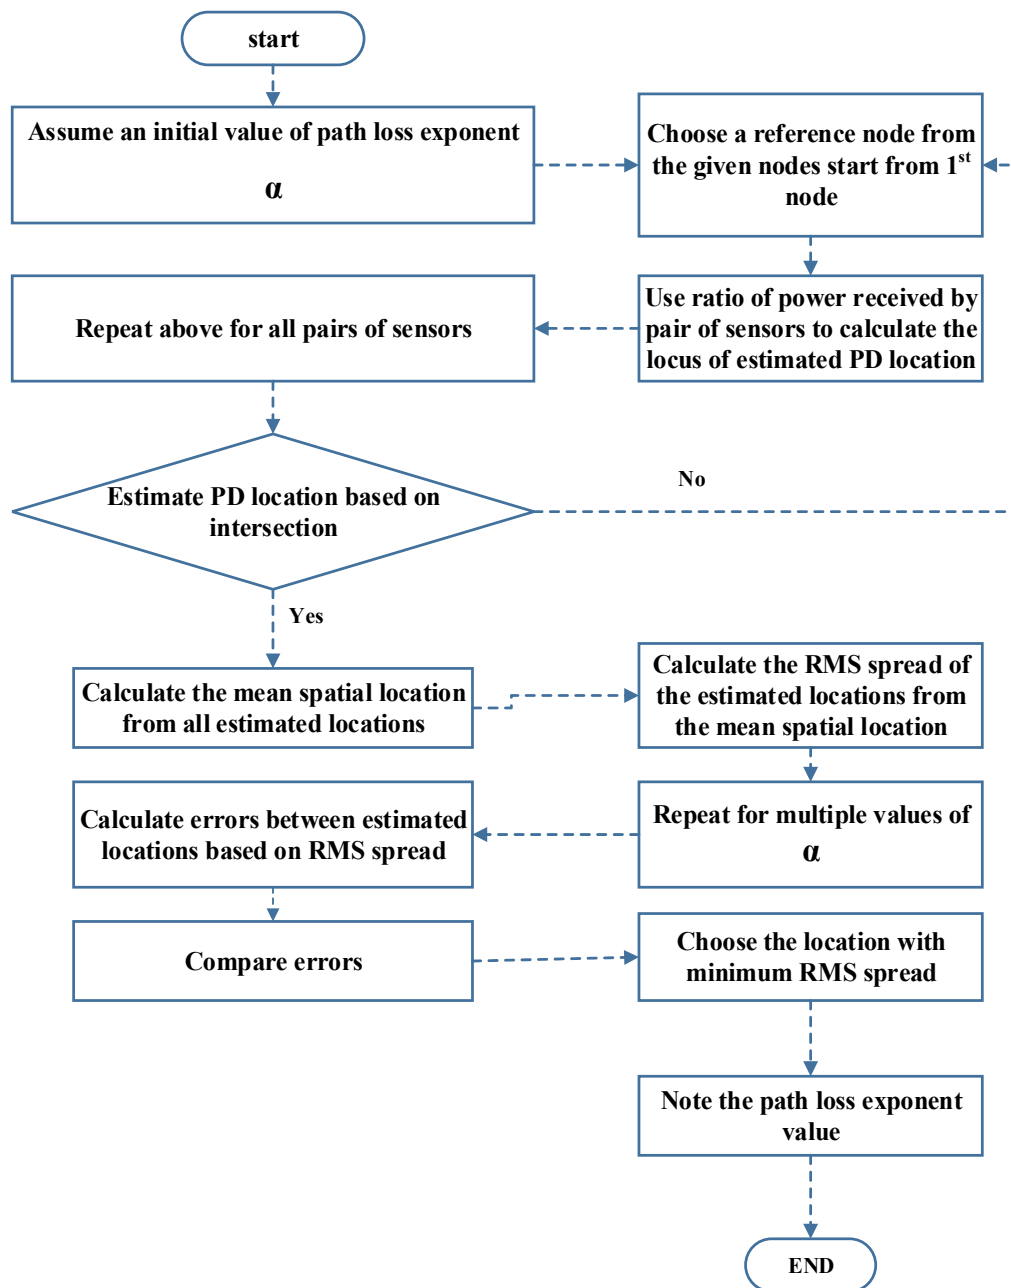 start
Assume an initial value of path loss exponent
α
Choose a reference node from
the given nodes start from 1st
node
Use ratio of power received by
pair of sensors to calculate the
locus of estimated PD location
Repeat above for all pairs of sensors
Estimate PD location based on
intersection
No
Yes
Calculate the mean spatial location
from all estimated locations
Calculate the RMS spread of
the estimated locations from
the mean spatial location
Repeat for multiple values of
α
Calculate errors between estimated
locations based on RMS spread
Compare errors
Choose the location with
minimum RMS spread
Note the path loss exponent
value
END